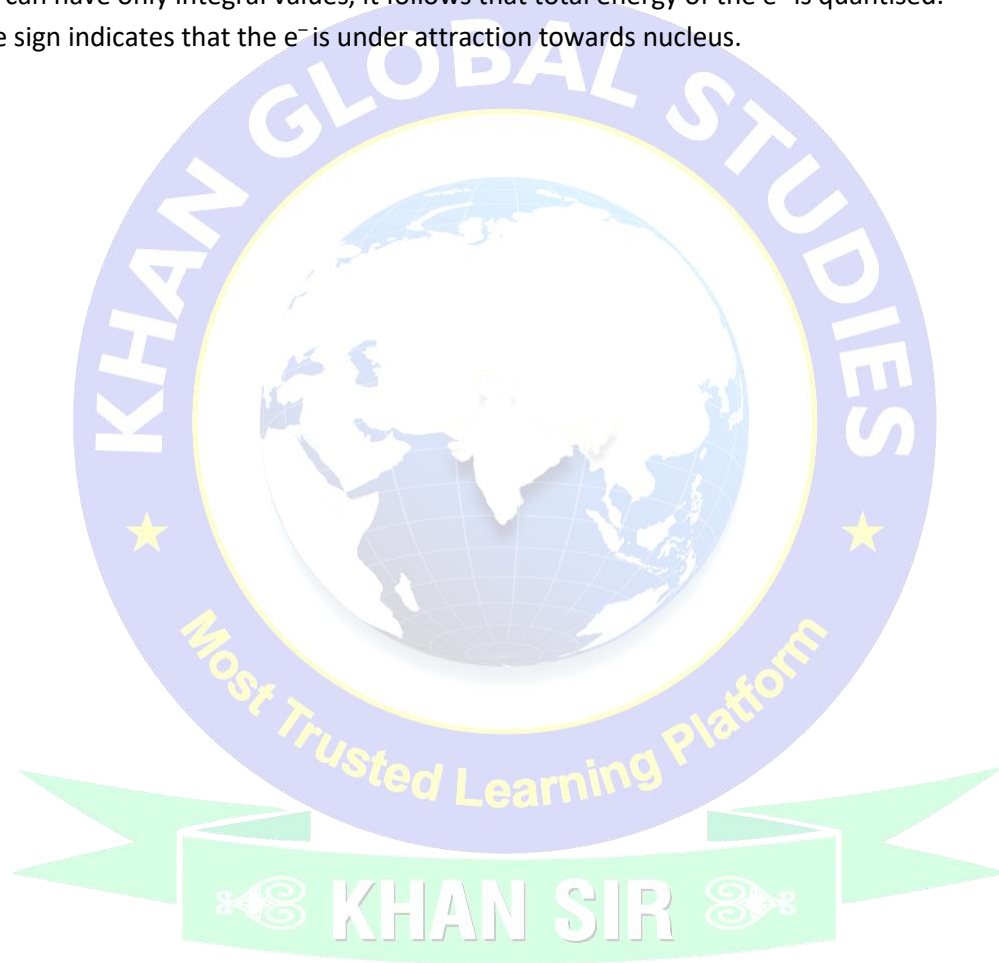 can have only integral values, it follows that total energy of the e⁻ is quantised.
e sign indicates that the e⁻ is under attraction towards nucleus.
KHAN GLOBAL STUDIES
Most Trusted Learning Platform
KHAN SIR